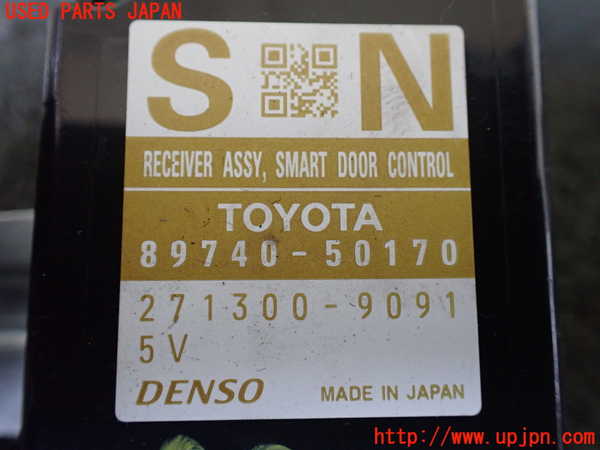 USED PARTS JAPAN
S N
RECEIVER ASSY, SMART DOOR CONTROL
TOYOTA
89740-50170
271300-9091
5V
DENSO MADE IN JAPAN
http://www.upjpn.com/